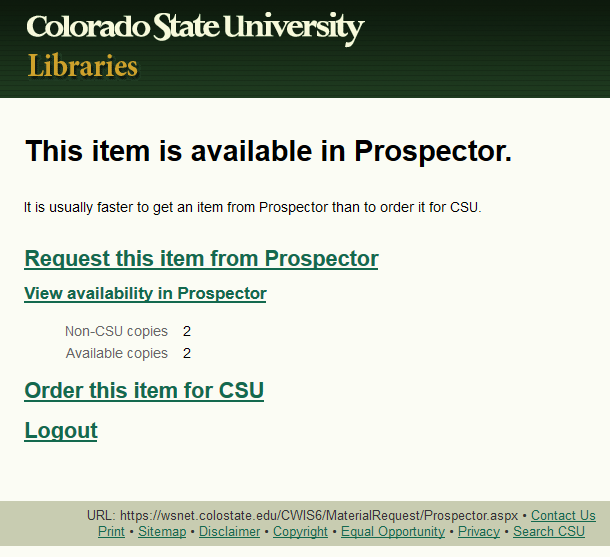 Colorado State University
Libraries
This item is available in Prospector.
It is usually faster to get an item from Prospector than to order it for CSU.
Request this item from Prospector
View availability in Prospector
Non-CSU copies 2
Available copies 2
Order this item for CSU
Logout
URL: https://wsnet.colostate.edu/CWIS6/MaterialRequest/Prospector.aspx • Contact Us
Print • Sitemap • Disclaimer • Copyright • Equal Opportunity • Privacy • Search CSU